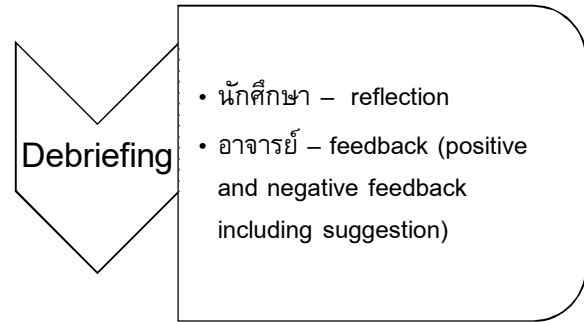 Debriefing
• นักศึกษา – reflection
• อาจารย์ – feedback (positive
and negative feedback
including suggestion)